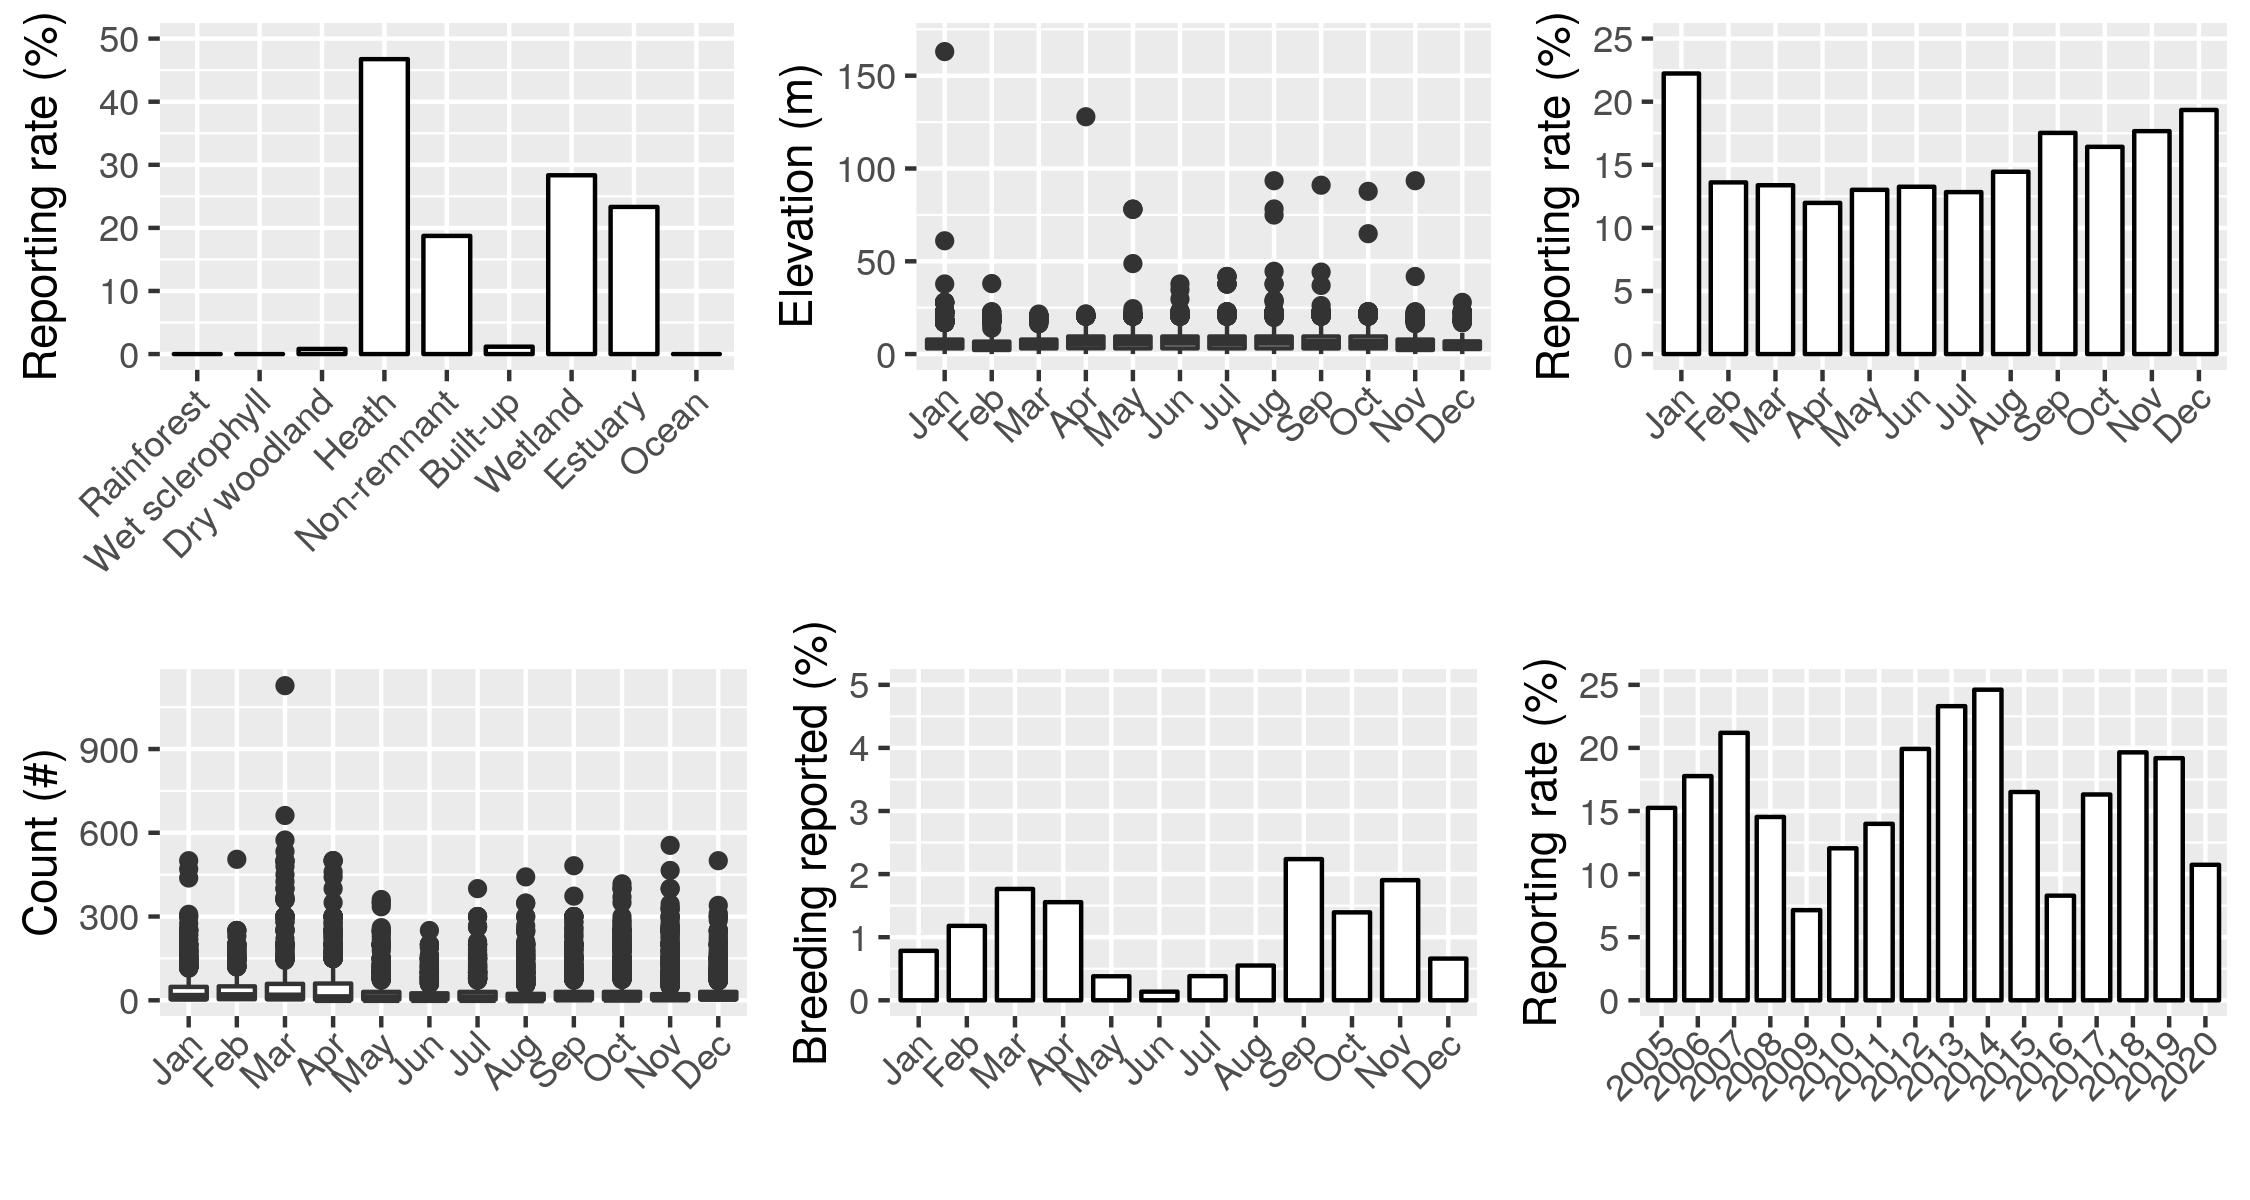 Reporting rate (%)
50
40
30
20
10
0
Rainforest
Wet sclerophyll
Dry woodland
Heath
Non-remnant
Built-up
Wetland
Estuary
Ocean
Elevation (m)
150
100
50
0
Jan
Feb
Mar
Apr
May
Jun
Jul
Aug
Sep
Oct
Nov
Dec
Reporting rate (%)
25
20
15
10
5
0
Jan
Feb
Mar
Apr
May
Jun
Jul
Aug
Sep
Oct
Nov
Dec
Count (#)
900
600
300
0
Jan
Feb
Mar
Apr
May
Jun
Jul
Aug
Sep
Oct
Nov
Dec
Breeding reported (%)
5
4
3
2
1
0
Jan
Feb
Mar
Apr
May
Jun
Jul
Aug
Sep
Oct
Nov
Dec
Reporting rate (%)
25
20
15
10
5
0
2005
2006
2007
2008
2009
2010
2011
2012
2013
2014
2015
2016
2017
2018
2019
2020